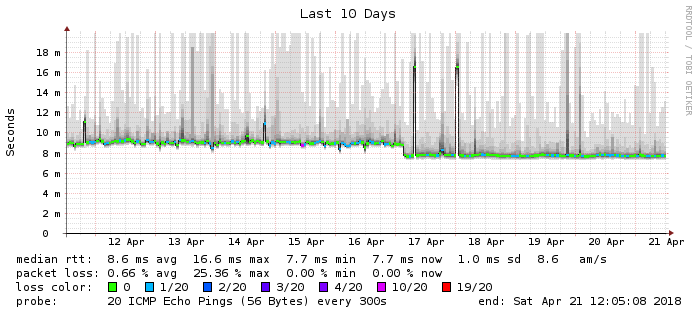 Last 10 Days
RRDTOOL / TOBI OETIKER
Seconds
18 m
16 m
14 m
12 m
10 m
8 m
6 m
4 m
2 m
0
12 Apr 13 Apr 14 Apr 15 Apr 16 Apr 17 Apr 18 Apr 19 Apr 20 Apr 21 Apr
median rtt: 8.6 ms avg 16.6 ms max 7.7 ms min 7.7 ms now 1.0 ms sd 8.6 am/s
packet loss: 0.66 % avg 25.36 % max 0.00 % min 0.00 % now
loss color: 0 1/20 2/20 3/20 4/20 10/20 19/20
probe: 20 ICMP Echo Pings (56 Bytes) every 300s end: Sat Apr 21 12:05:08 2018